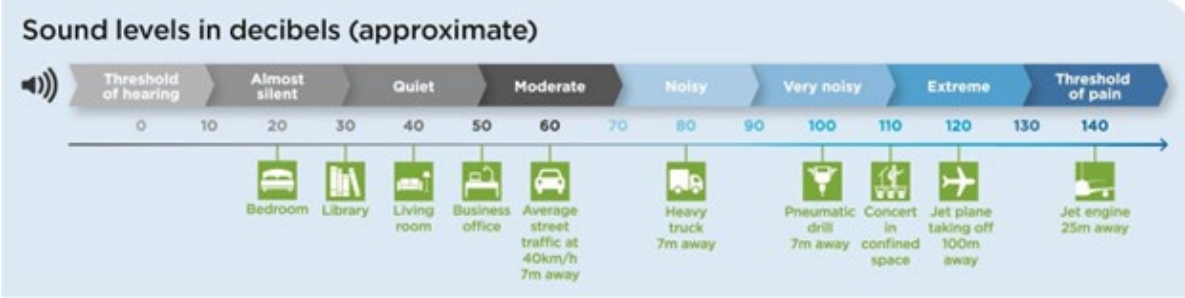 Sound levels in decibels (approximate)
Threshold
of hearing
Almost
silent
Quiet
Moderate
Noisy
Very noisy
Extreme
Threshold
of pain
0 10 20 30 40 50 60 70 80 90 100 110 120 130 140
Bedroom
Library
Living
room
Business
office
Average
street
traffic at
40km/h
7m away
Heavy
truck
7m away
Pneumatic
drill
7m away
Concert
in
confined
space
Jet plane
taking off
100m
away
Jet engine
25m away